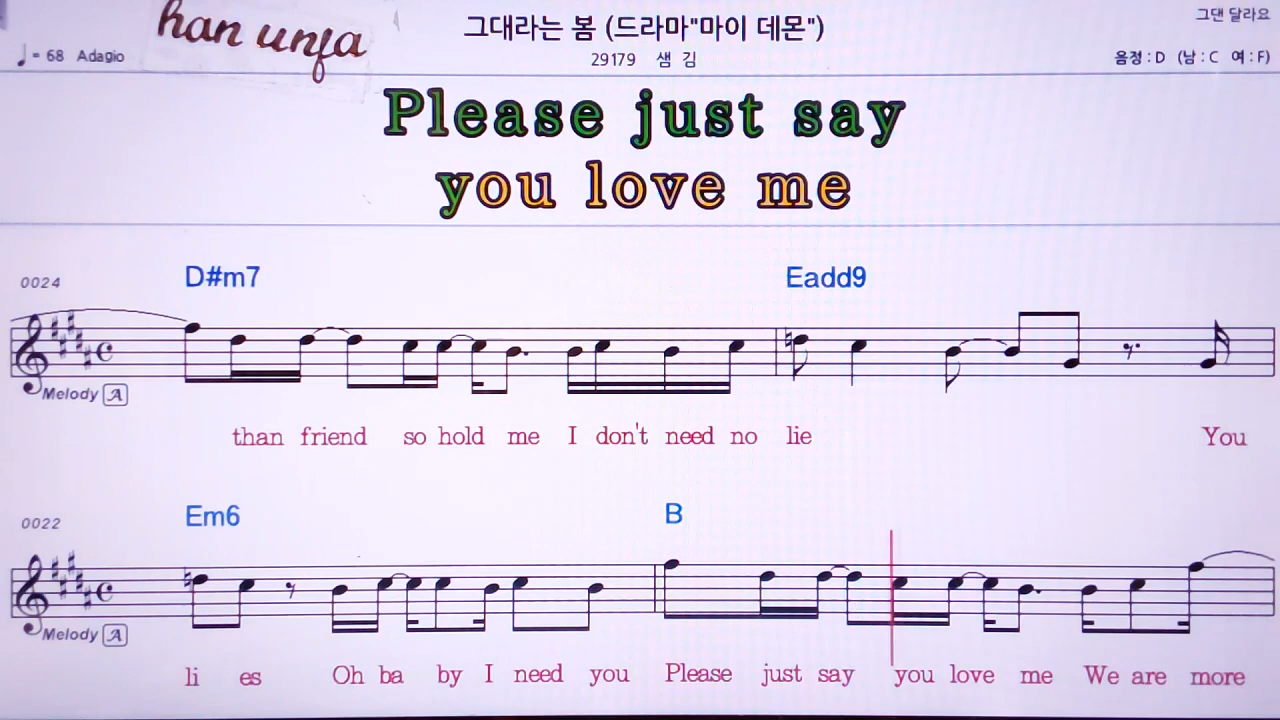 han unja
그대라는 봄 (드라마"마이 데몬")
그댄 달라요
♩= 68 Adagio
29179 샘 김
음정 : D (남 : C 여 : F)
Please just say
you love me
0024
D#m7 Eadd9
Melody A
than friend so hold me I don't need no lie You
0022
Em6 B
Melody A
li es Oh ba by I need you Please just say you love me We are more